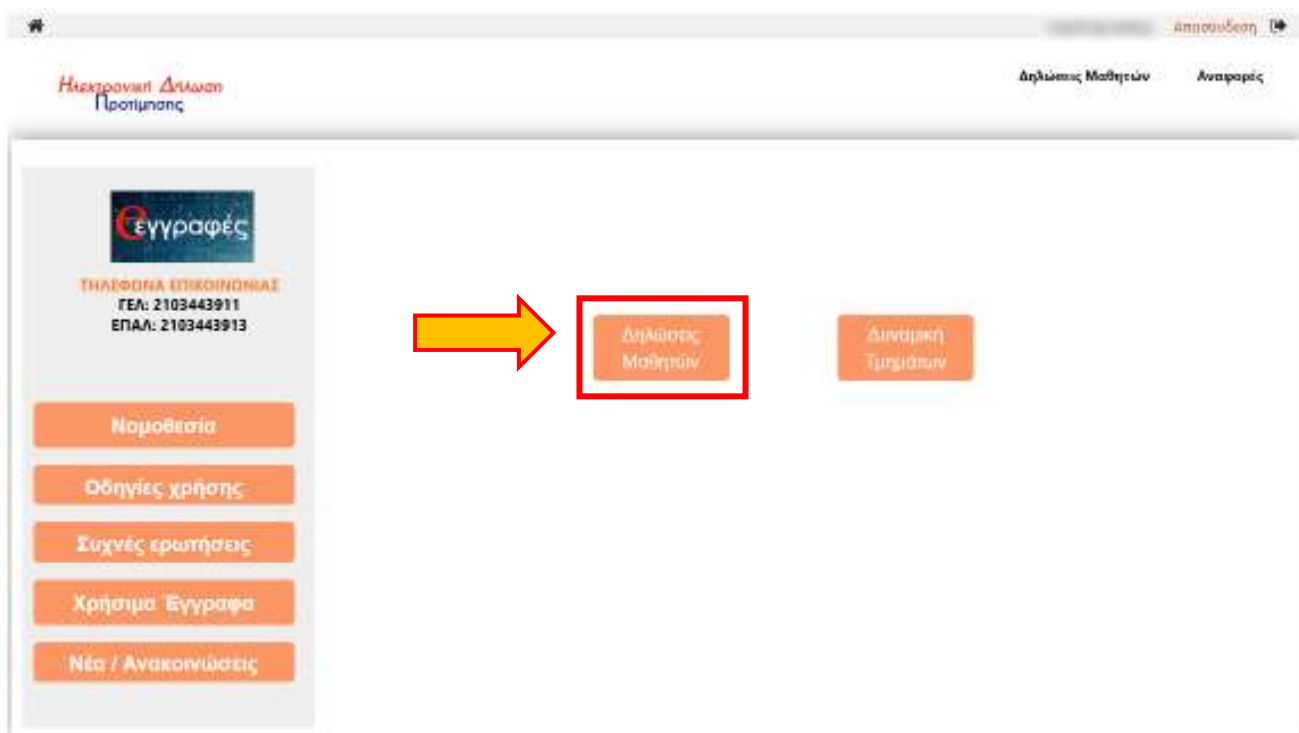 Αποσύνδεση
Ηλεκτρονική Δήλωση
Προτίμησης
Δηλώσεις Μαθητών
Αναφορές
eεγγραφές
ΤΗΛΕΦΩΝΑ ΕΠΙΚΟΙΝΩΝΙΑΣ
ΓΕΛ: 2103443911
ΕΠΑΛ: 2103443913
Δηλώσεις
Μαθητών
Δυναμική
Τμημάτων
Νομοθεσία
Οδηγίες χρήσης
Συχνές ερωτήσεις
Χρήσιμα Έγγραφα
Νέα / Ανακοινώσεις